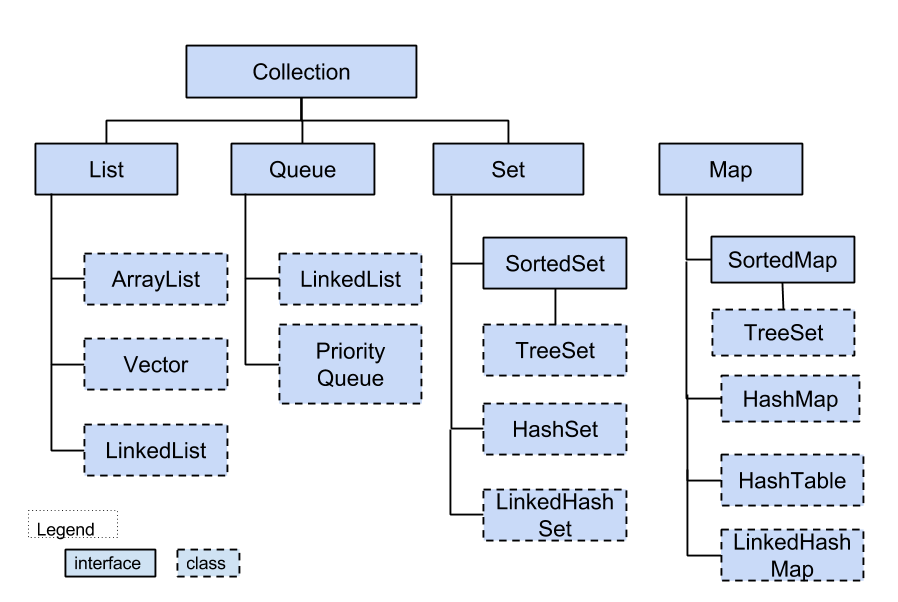 Collection
List
Queue
Set
Map
ArrayList
Vector
LinkedList
LinkedList
Priority
Queue
SortedSet
TreeSet
HashSet
LinkedHash
Set
SortedMap
TreeSet
HashMap
HashTable
LinkedHash
Map
Legend
interface
class